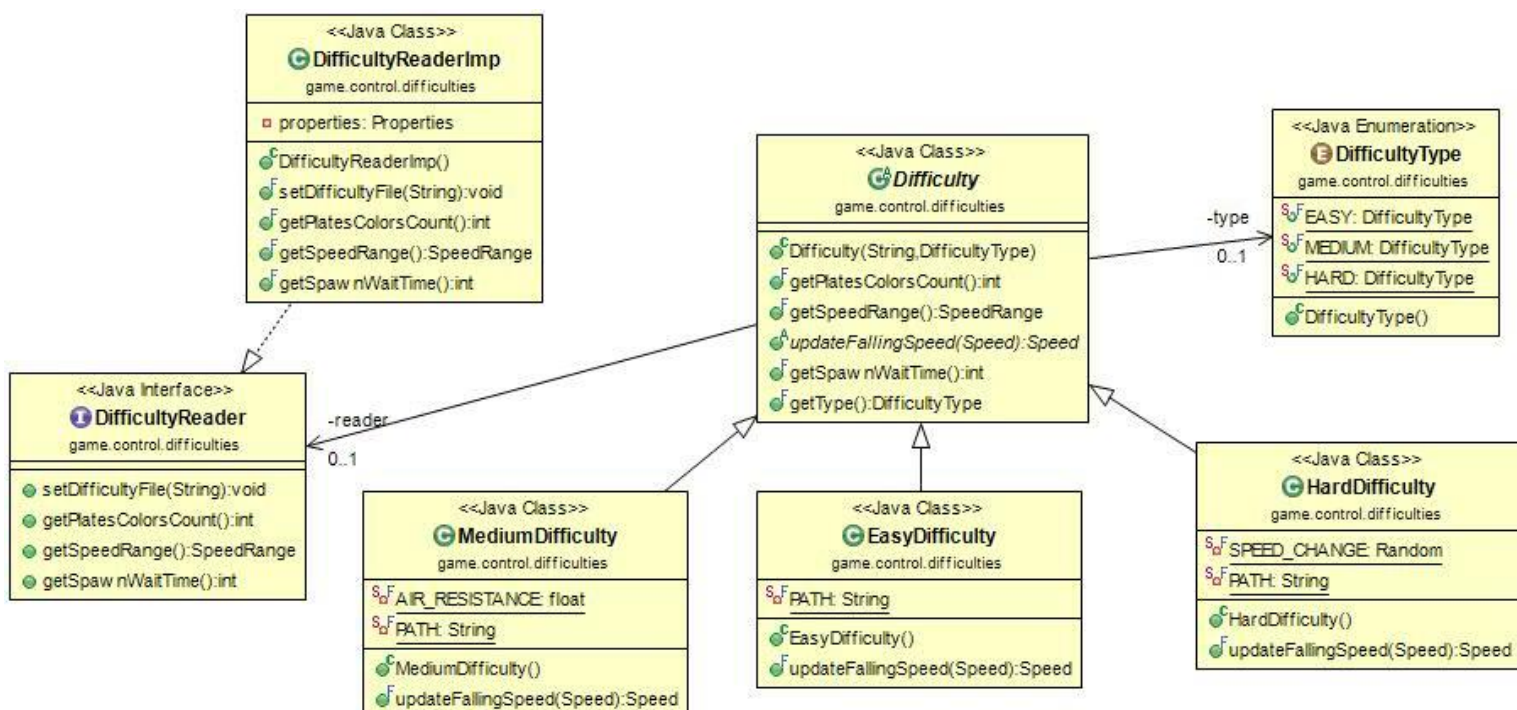 <<Java Class>>
DifficultyReaderImp
game.control.difficulties
properties: Properties
DifficultyReaderImp()
setDifficultyFile(String):void
getPlatesColorsCount():int
getSpeedRange():SpeedRange
getSpawnWaitTime():int
<<Java Interface>>
DifficultyReader
game.control.difficulties
setDifficultyFile(String):void
getPlatesColorsCount():int
getSpeedRange():SpeedRange
getSpawnWaitTime():int
-reader
0..1
<<Java Class>>
Difficulty
game.control.difficulties
Difficulty(String,DifficultyType)
getPlatesColorsCount():int
getSpeedRange():SpeedRange
updateFallingSpeed(Speed):Speed
getSpawnWaitTime():int
getType():DifficultyType
-type
0..1
<<Java Enumeration>>
DifficultyType
game.control.difficulties
EASY: DifficultyType
MEDIUM: DifficultyType
HARD: DifficultyType
DifficultyType()
<<Java Class>>
MediumDifficulty
game.control.difficulties
AIR_RESISTANCE: float
PATH: String
MediumDifficulty()
updateFallingSpeed(Speed):Speed
<<Java Class>>
EasyDifficulty
game.control.difficulties
PATH: String
EasyDifficulty()
updateFallingSpeed(Speed):Speed
<<Java Class>>
HardDifficulty
game.control.difficulties
SPEED_CHANGE: Random
PATH: String
HardDifficulty()
updateFallingSpeed(Speed):Speed